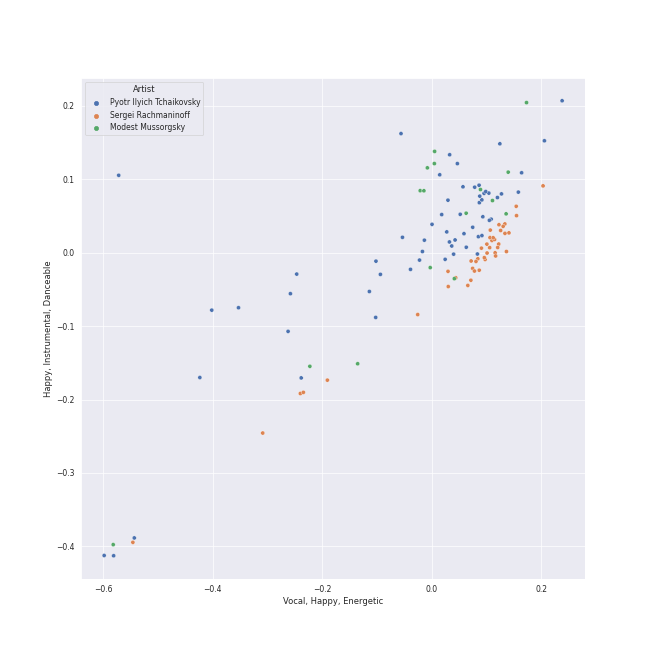 Artist
Pyotr Ilyich Tchaikovsky
Sergei Rachmaninoff
Modest Mussorgsky
0.2
0.1
0.0
−0.1
−0.2
−0.3
−0.4
Happy, Instrumental, Danceable
−0.6
−0.4
−0.2
0.0
0.2
Vocal, Happy, Energetic